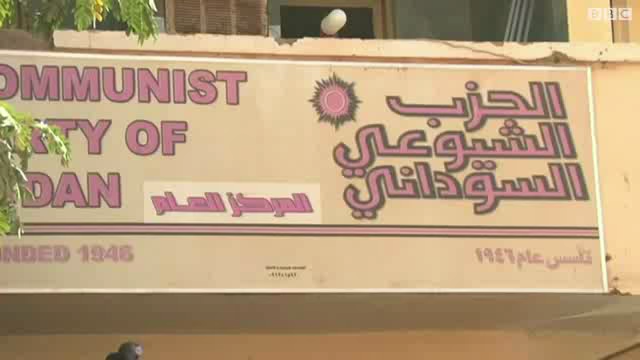 BBC
OMMUNIST
RTY OF
DAN
NDED 1946
الحزب
الشيوعي
السوداني
المركز العام
تأسس عام ١٩٤٦